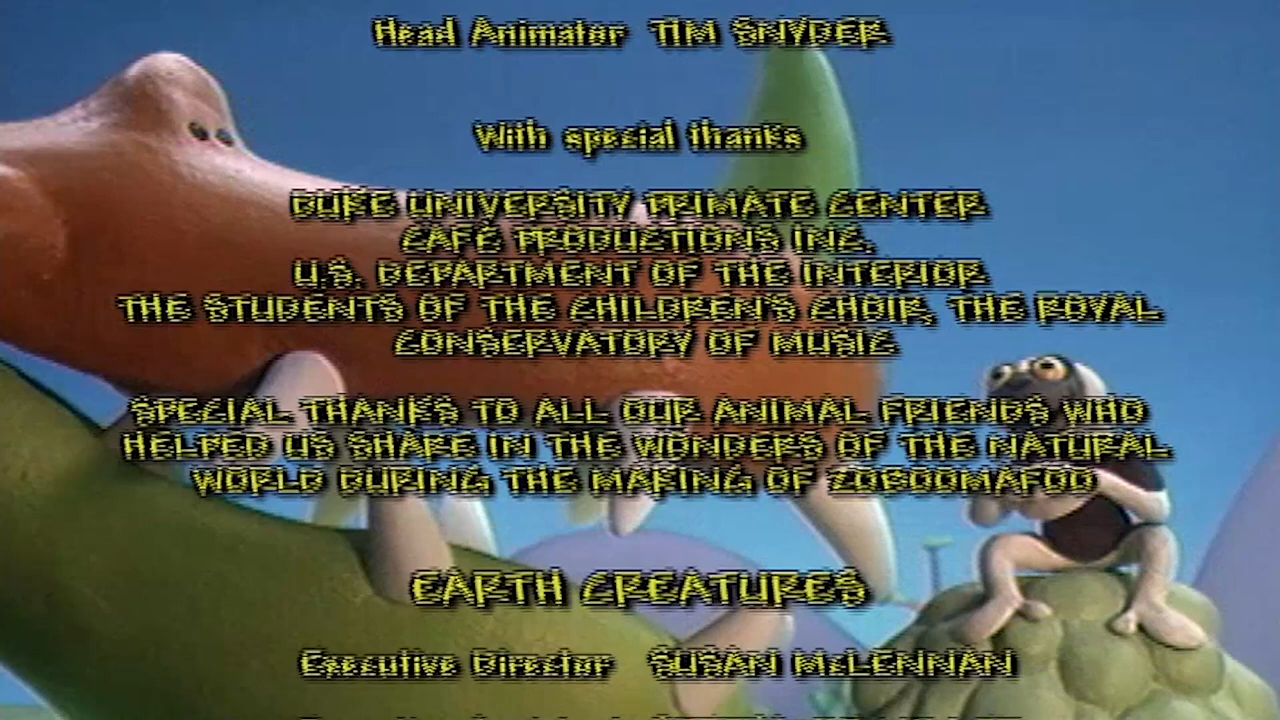 Head Animator TIM SNYDER
With special thanks
DUKE UNIVERSITY PRIMATE CENTER
CAFÉ PRODUCTIONS INC.
U.S. DEPARTMENT OF THE INTERIOR
THE STUDENTS OF THE CHILDREN'S CHOIR, THE ROYAL
CONSERVATORY OF MUSIC
SPECIAL THANKS TO ALL OUR ANIMAL FRIENDS WHO
HELPED US SHARE IN THE WONDERS OF THE NATURAL
WORLD DURING THE MAKING OF ZOBOOMAFOO
EARTH CREATURES
Executive Director SUSAN McLENNAN